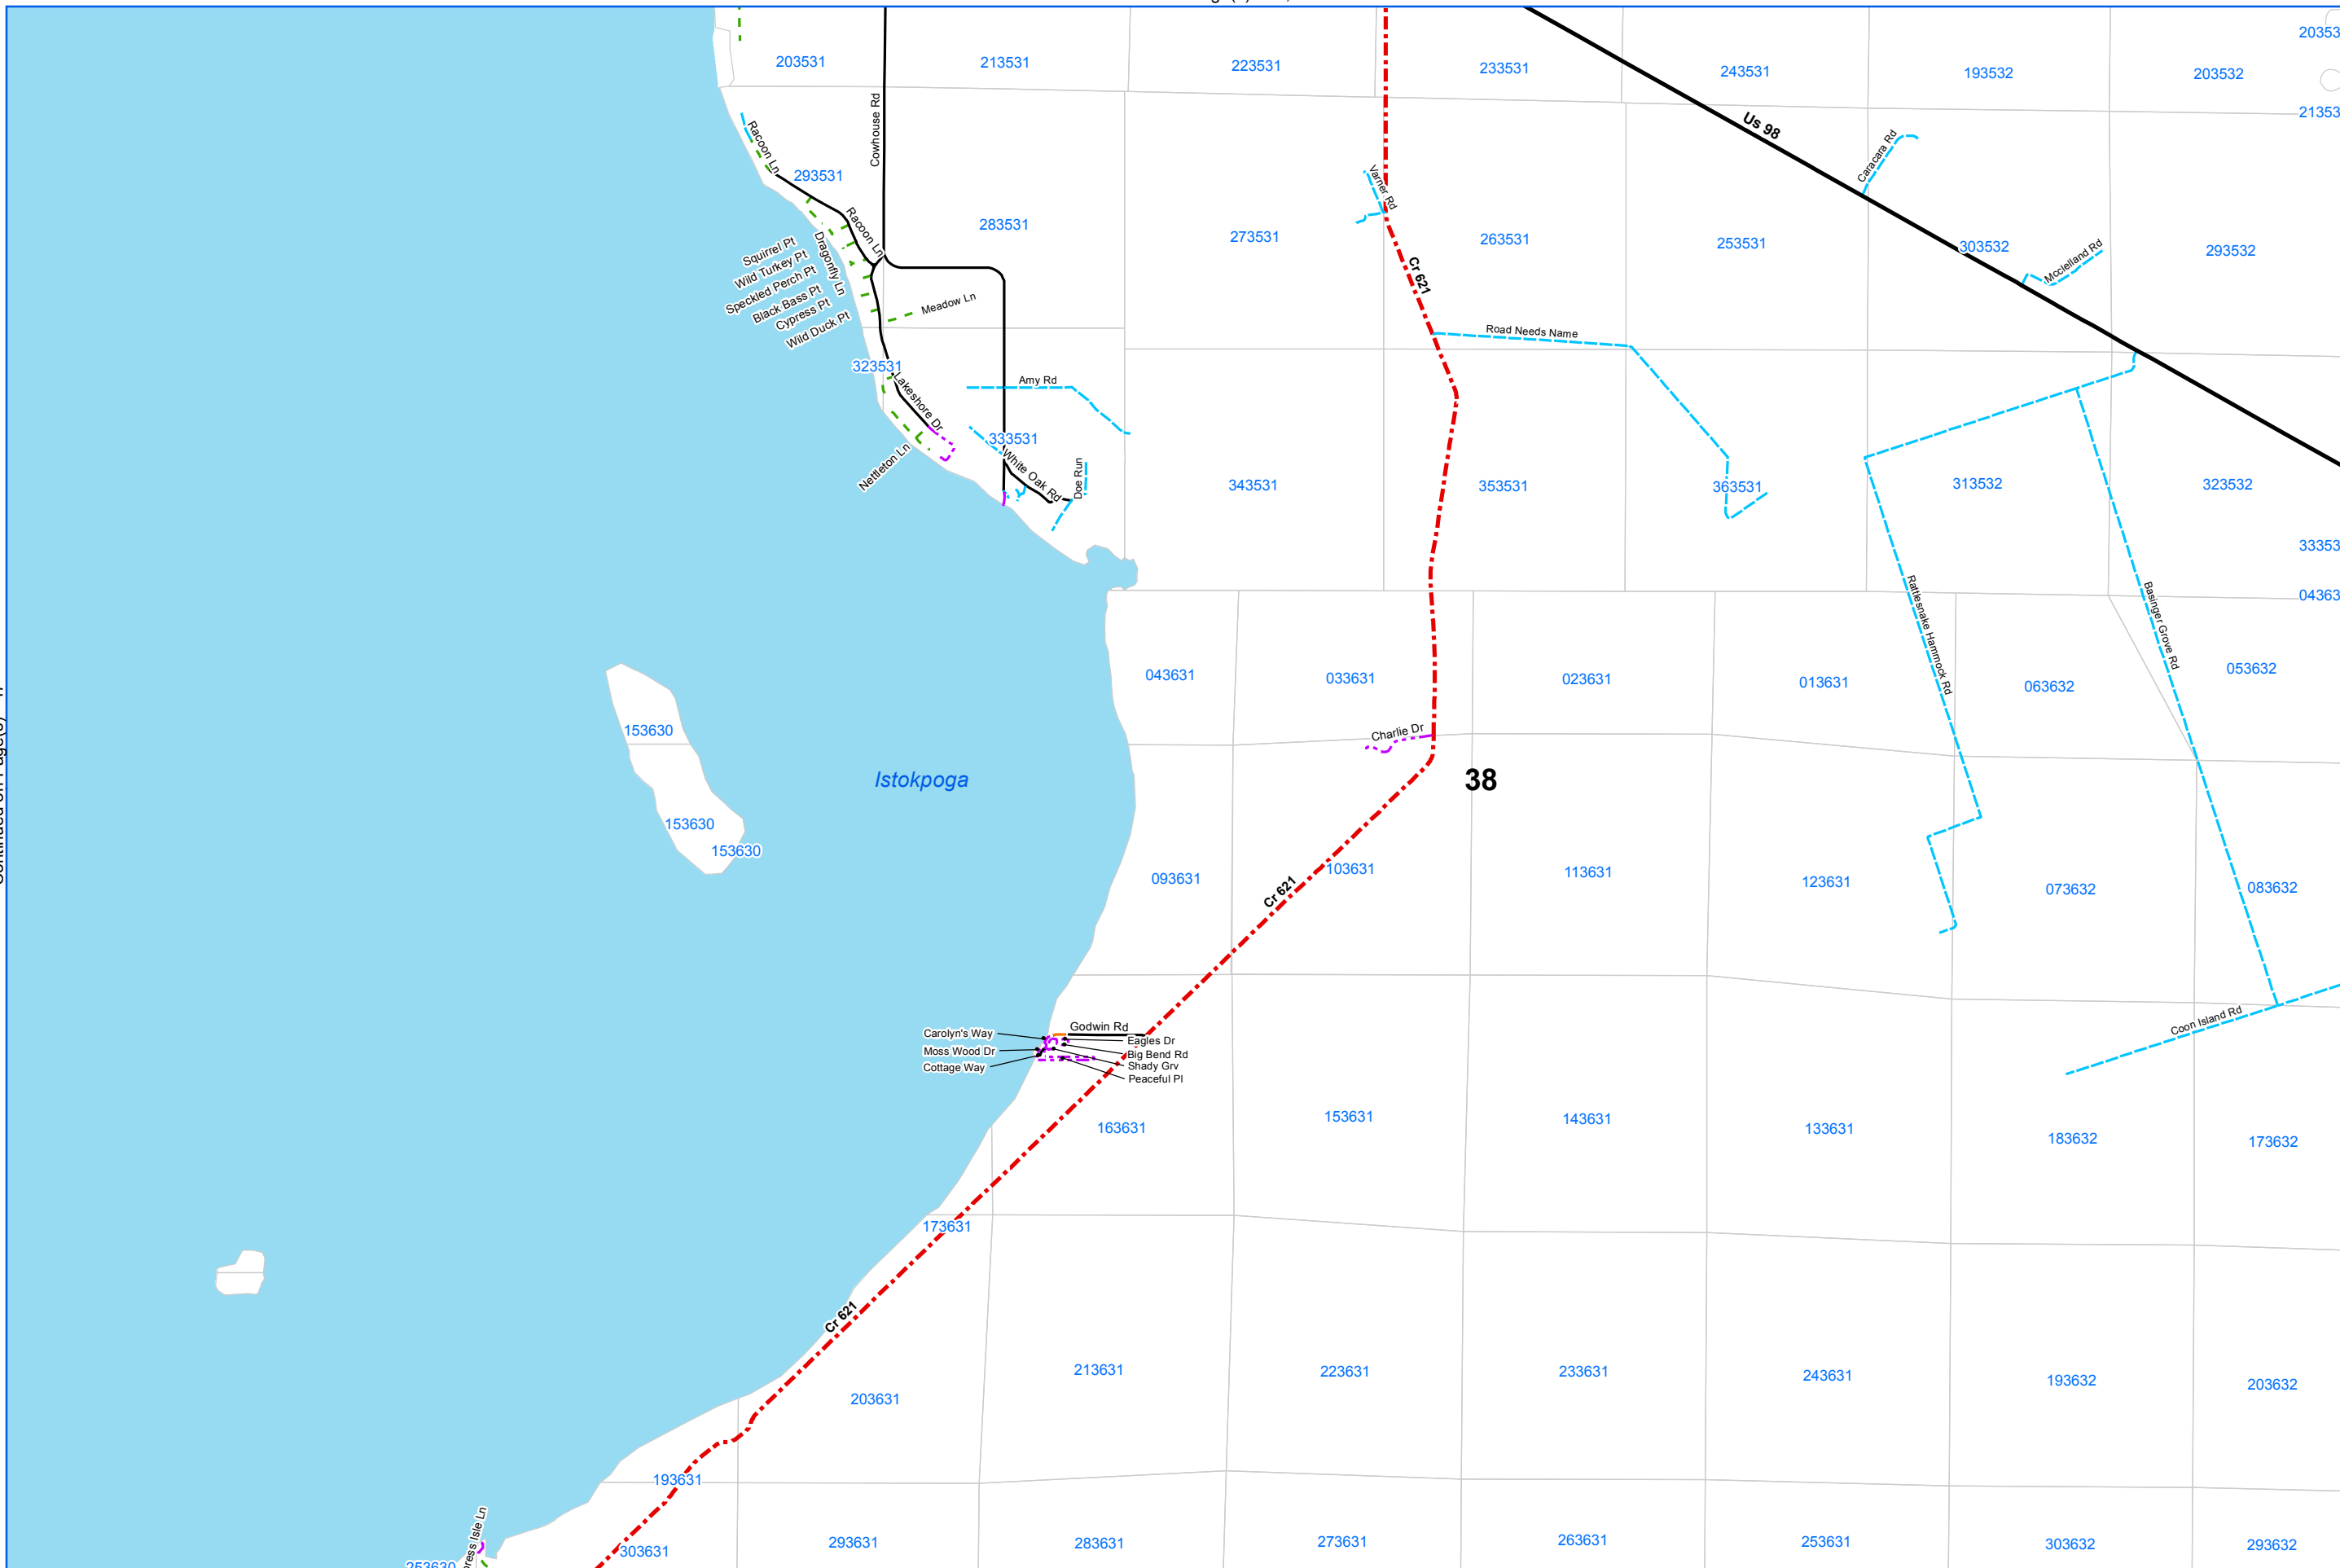 203531
213531
223531
233531
243531
193532
203532
Racoon Ln
293531
Cowhouse Rd
Us 98
Caracara Rd
Varner Rd
Racoon Ln
283531
273531
263531
253531
303532
Mcclelland Rd
293532
Squirrel Pt
Wild Turkey Pt
Speckled Perch Pt
Black Bass Pt
Cypress Pt
Wild Duck Pt
Dragonfly Ln
Meadow Ln
Cr 621
Road Needs Name
323531
Lakeshore Dr
Amy Rd
333531
Nettleton Ln
White Oak Rd
Doe Run
343531
353531
363531
313532
323532
Rattlesnake Hammock Rd
Basinger Grove Rd
043631
033631
023631
013631
063632
053632
153630
Charlie Dr
Istokpoga
38
153630
153630
093631
Cr 621
103631
113631
123631
073632
083632
Godwin Rd
Carolyn's Way
Eagles Dr
Moss Wood Dr
Big Bend Rd
Cottage Way
Shady Grv
Peaceful Pl
Coon Island Rd
163631
153631
143631
133631
183632
173632
173631
Cr 621
213631
223631
233631
243631
193632
203632
203631
193631
303631
293631
283631
273631
263631
253631
303632
293632
253630